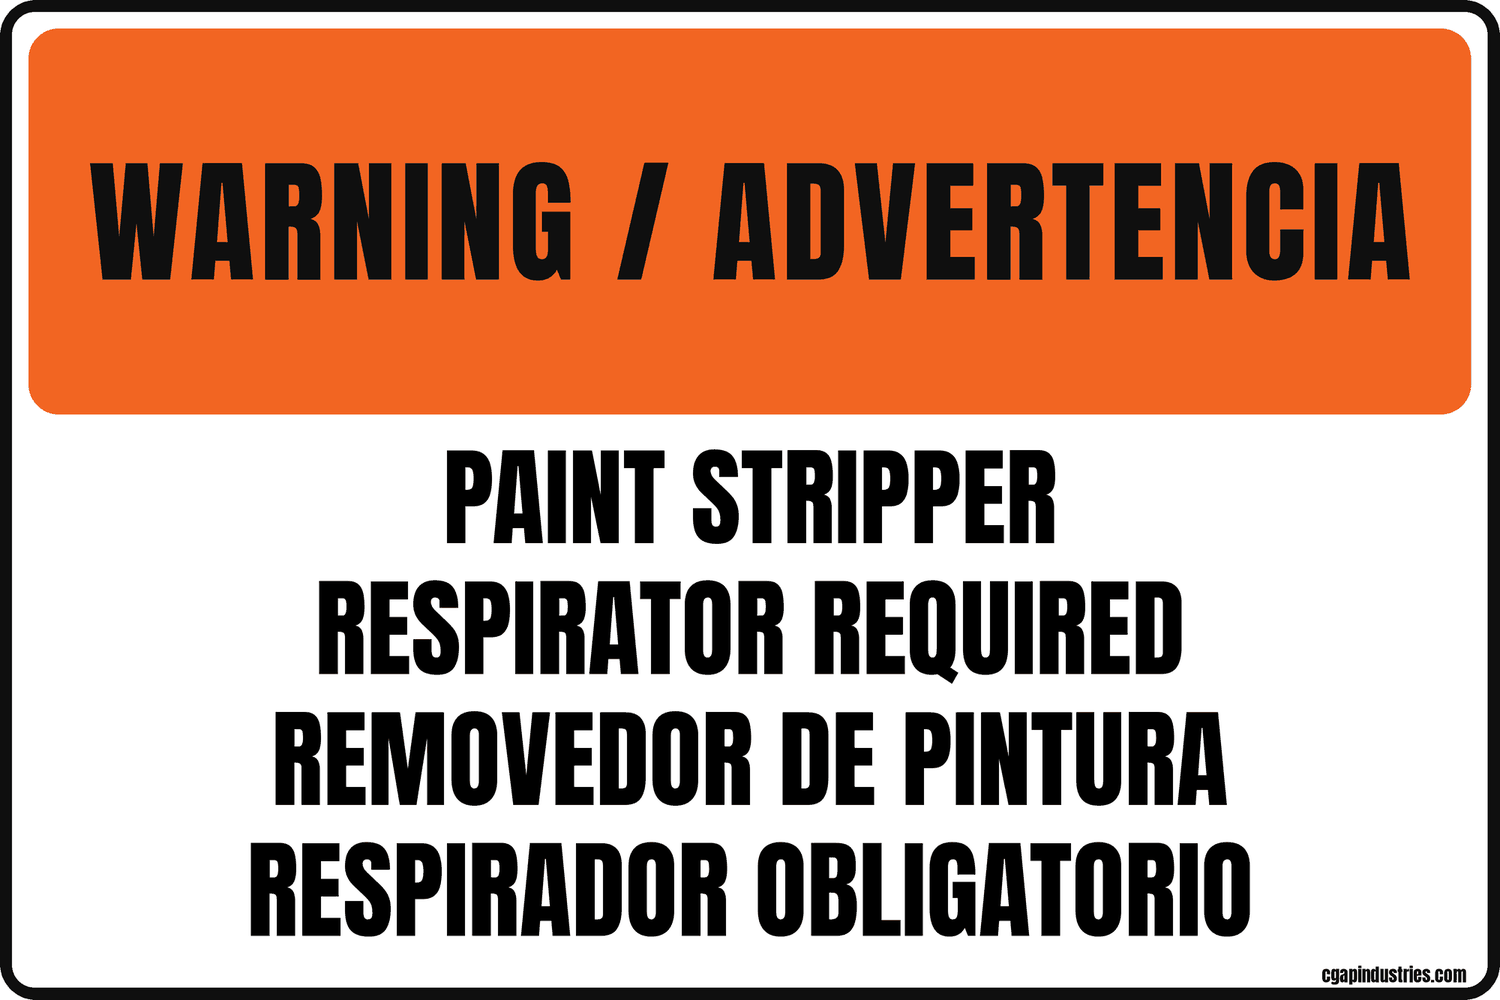 WARNING / ADVERTENCIA
PAINT STRIPPER
RESPIRATOR REQUIRED
REMOVEDOR DE PINTURA
RESPIRADOR OBLIGATORIO
cgapindustries.com